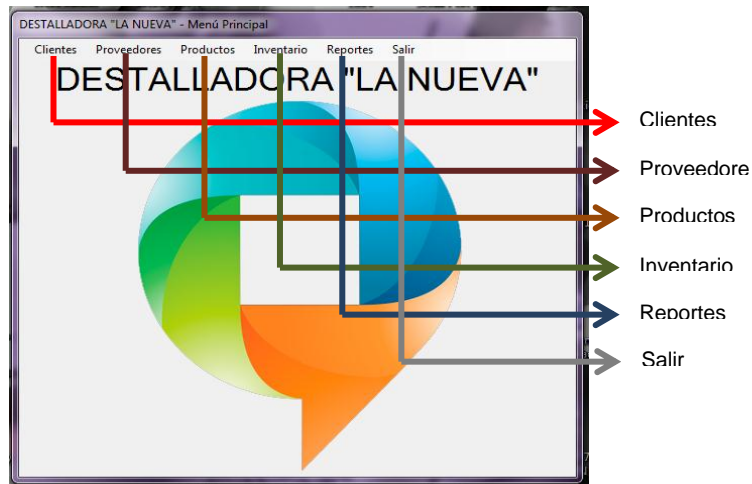 DESTALLADORA "LA NUEVA" - Menú Principal
Clientes Proveedores Productos Inventario Reportes Salir
DESTALLADORA "LA NUEVA"
Clientes
Proveedore
Productos
Inventario
Reportes
Salir